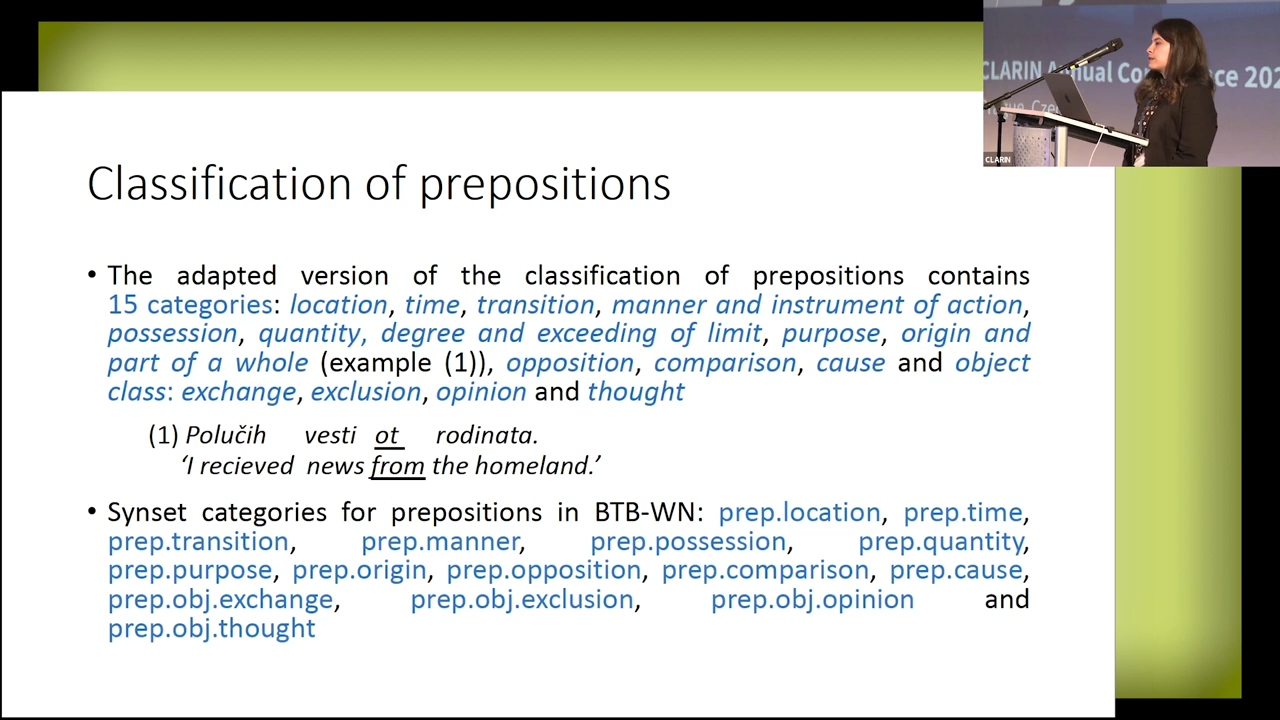 CLARIN Annual Conference 202
CLARIN
Classification of prepositions
• The adapted version of the classification of prepositions contains
15 categories: location, time, transition, manner and instrument of action,
possession, quantity, degree and exceeding of limit, purpose, origin and
part of a whole (example (1)), opposition, comparison, cause and object
class: exchange, exclusion, opinion and thought
(1) Polučih vesti ot rodinata.
‘I recieved news from the homeland.’
• Synset categories for prepositions in BTB-WN: prep.location, prep.time,
prep.transition, prep.manner, prep.possession, prep.quantity,
prep.purpose, prep.origin, prep.opposition, prep.comparison, prep.cause,
prep.obj.exchange, prep.obj.exclusion, prep.obj.opinion and
prep.obj.thought